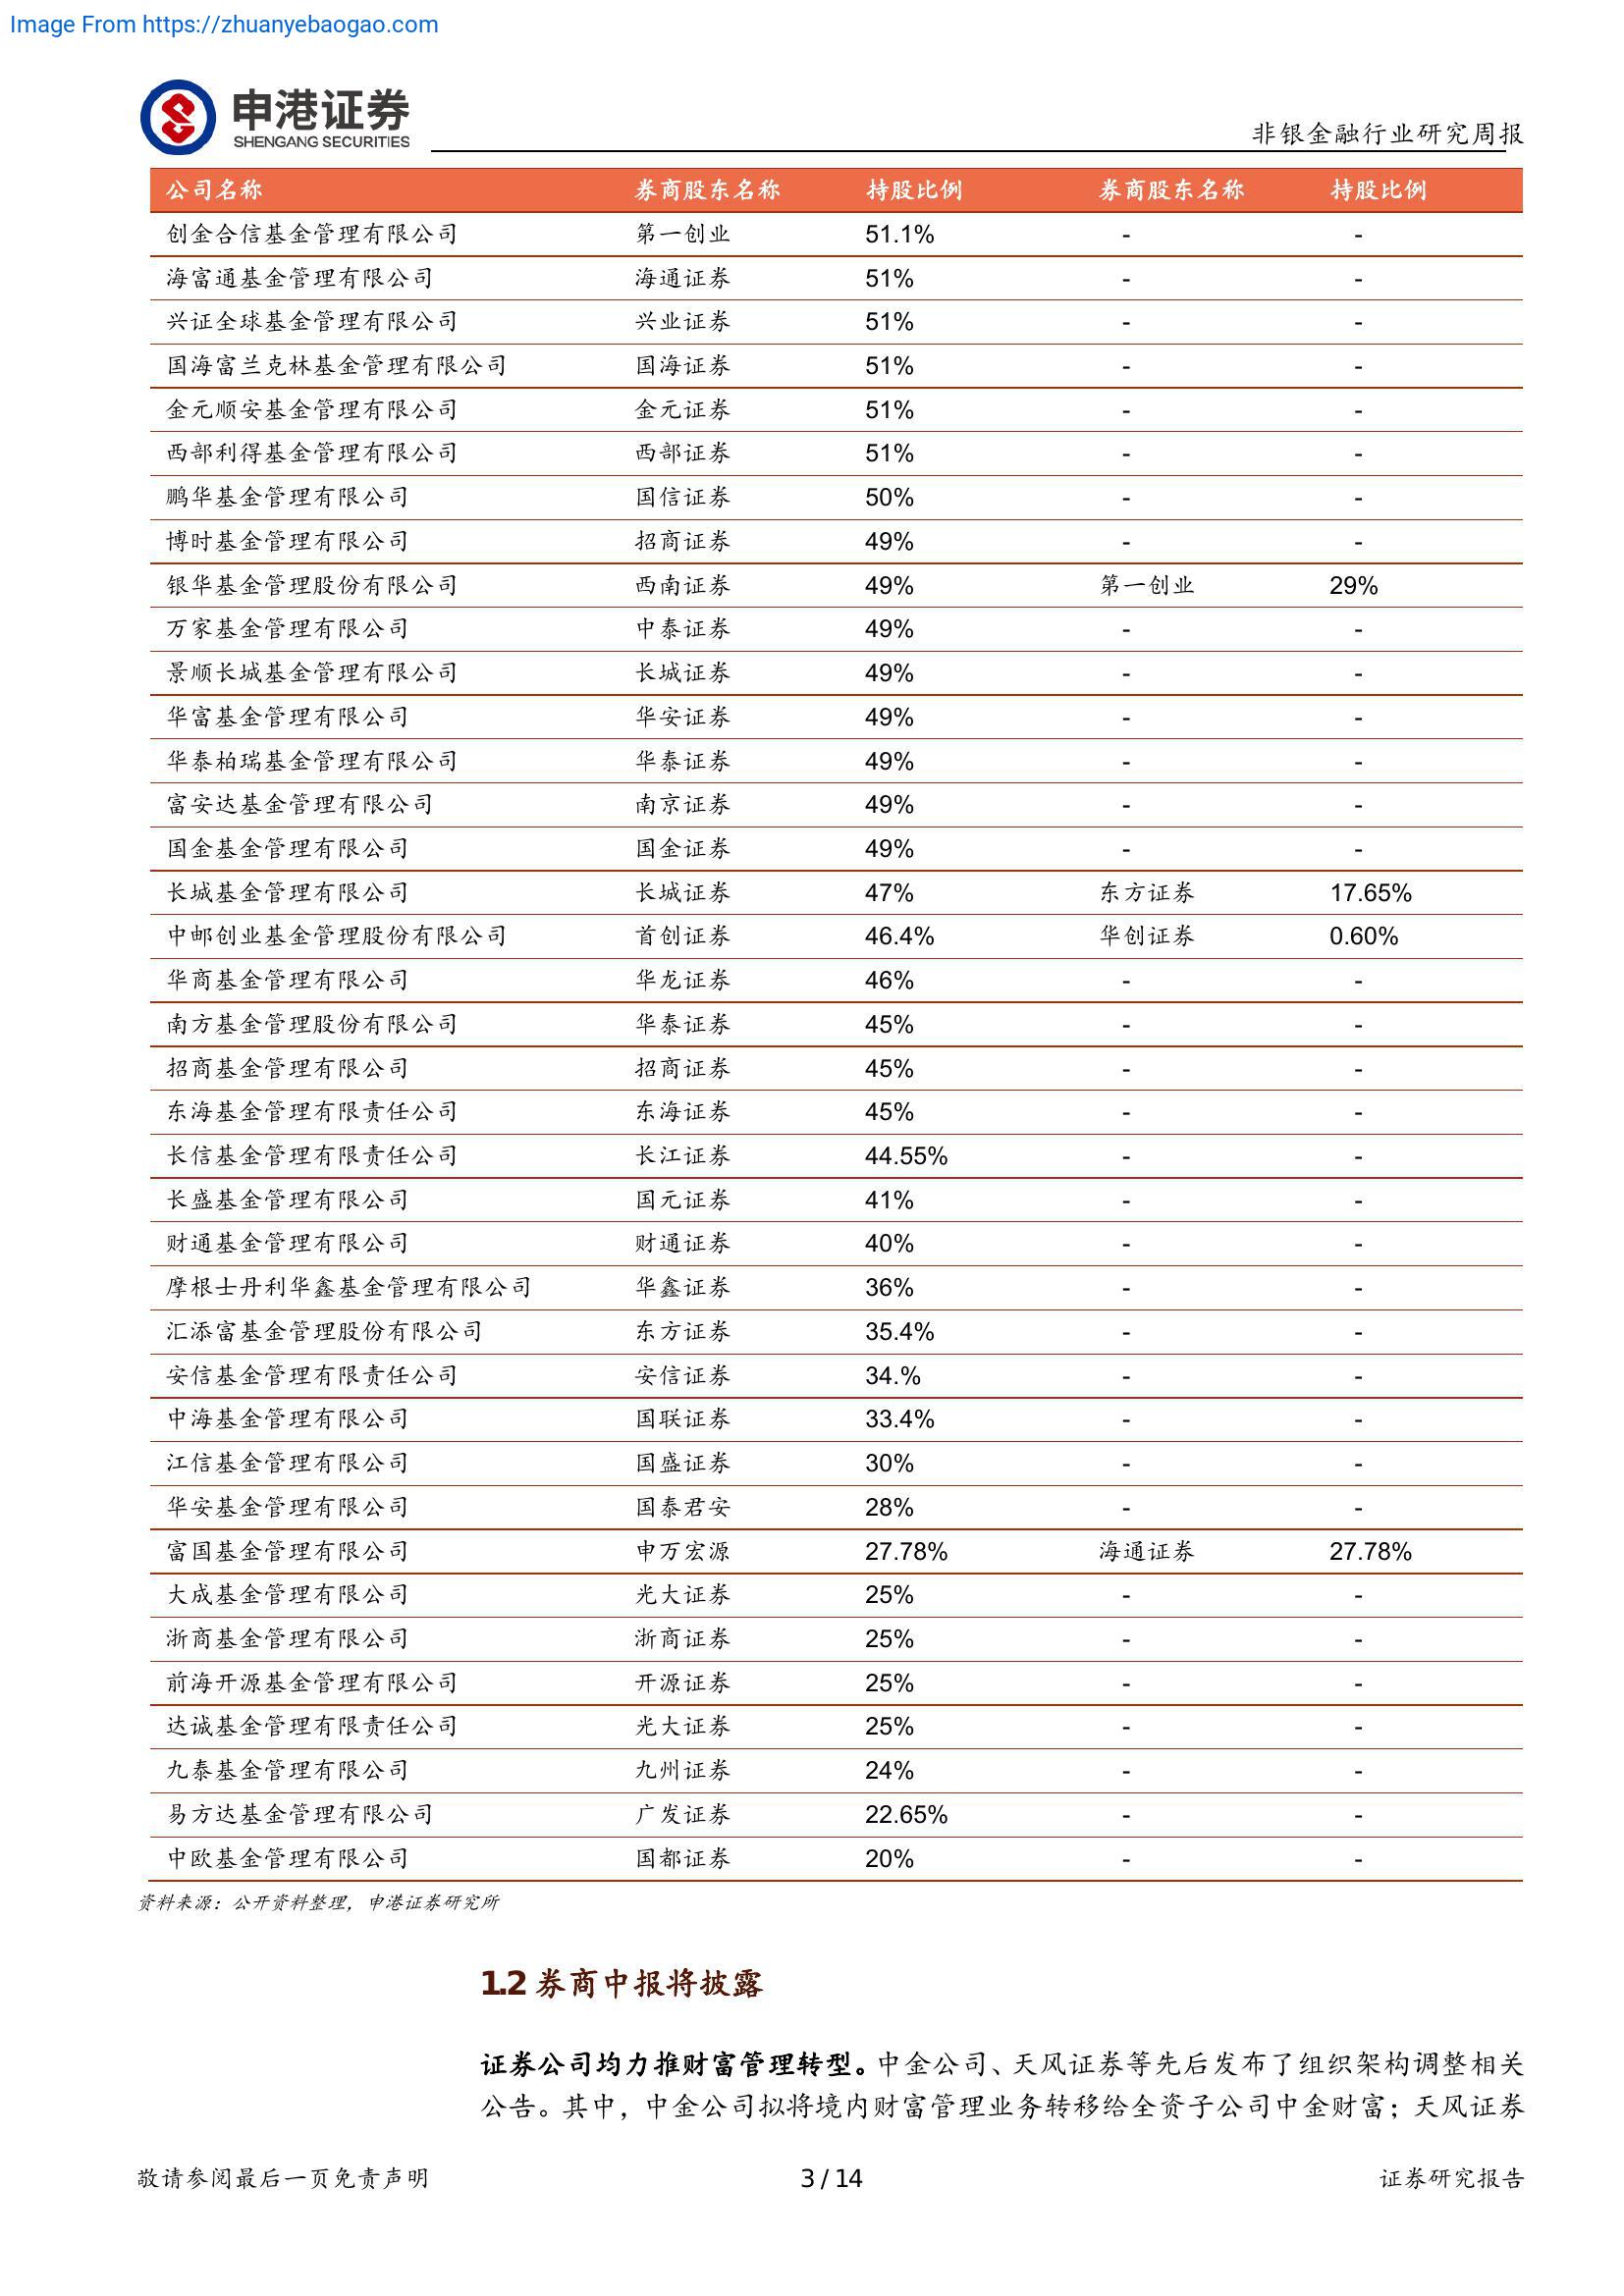 Image From https://zhuanyebaogao.com
申港证券
SHENGANG SECURITIES
非银金融行业研究周报
公司名称 券商股东名称 持股比例 券商股东名称 持股比例
创金合信基金管理有限公司 第一创业 51.1% - -
海富通基金管理有限公司 海通证券 51% - -
兴证全球基金管理有限公司 兴业证券 51% - -
国海富兰克林基金管理有限公司 国海证券 51% - -
金元顺安基金管理有限公司 金元证券 51% - -
西部利得基金管理有限公司 西部证券 51% - -
鹏华基金管理有限公司 国信证券 50% - -
博时基金管理有限公司 招商证券 49% - -
银华基金管理股份有限公司 西南证券 49% 第一创业 29%
万家基金管理有限公司 中泰证券 49% - -
景顺长城基金管理有限公司 长城证券 49% - -
华富基金管理有限公司 华安证券 49% - -
华泰柏瑞基金管理有限公司 华泰证券 49% - -
富安达基金管理有限公司 南京证券 49% - -
国金基金管理有限公司 国金证券 49% - -
长城基金管理有限公司 长城证券 47% 东方证券 17.65%
中邮创业基金管理股份有限公司 首创证券 46.4% 华创证券 0.60%
华商基金管理有限公司 华龙证券 46% - -
南方基金管理股份有限公司 华泰证券 45% - -
招商基金管理有限公司 招商证券 45% - -
东海基金管理有限责任公司 东海证券 45% - -
长信基金管理有限责任公司 长江证券 44.55% - -
长盛基金管理有限公司 国元证券 41% - -
财通基金管理有限公司 财通证券 40% - -
摩根士丹利华鑫基金管理有限公司 华鑫证券 36% - -
汇添富基金管理股份有限公司 东方证券 35.4% - -
安信基金管理有限责任公司 安信证券 34.% - -
中海基金管理有限公司 国联证券 33.4% - -
江信基金管理有限公司 国盛证券 30% - -
华安基金管理有限公司 国泰君安 28% - -
富国基金管理有限公司 申万宏源 27.78% 海通证券 27.78%
大成基金管理有限公司 光大证券 25% - -
浙商基金管理有限公司 浙商证券 25% - -
前海开源基金管理有限公司 开源证券 25% - -
达诚基金管理有限责任公司 光大证券 25% - -
九泰基金管理有限公司 九州证券 24% - -
易方达基金管理有限公司 广发证券 22.65% - -
中欧基金管理有限公司 国都证券 20% - -
资料来源：公开资料整理，申港证券研究所
1.2 券商中报将披露
证券公司均力推财富管理转型。中金公司、天风证券等先后发布了组织架构调整相关
公告。其中，中金公司拟将境内财富管理业务转移给全资子公司中金财富；天风证券
敬请参阅最后一页免责声明 3 / 14 证券研究报告